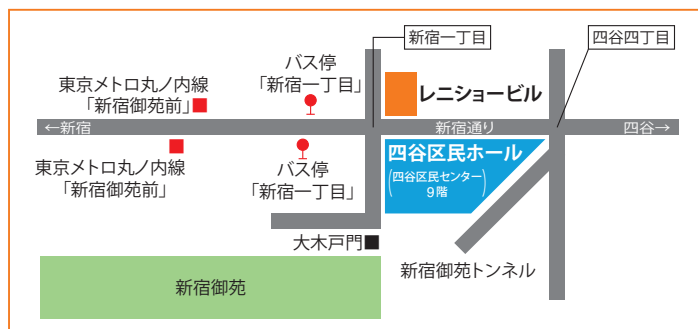 新宿一丁目
四谷四丁目
バス停
「新宿一丁目」
東京メトロ丸ノ内線
「新宿御苑前」
レニショービル
←新宿
新宿通り
四谷→
東京メトロ丸ノ内線
「新宿御苑前」
バス停
「新宿一丁目」
四谷区民ホール
(四谷区民センター
9階)
大木戸門
新宿御苑トンネル
新宿御苑